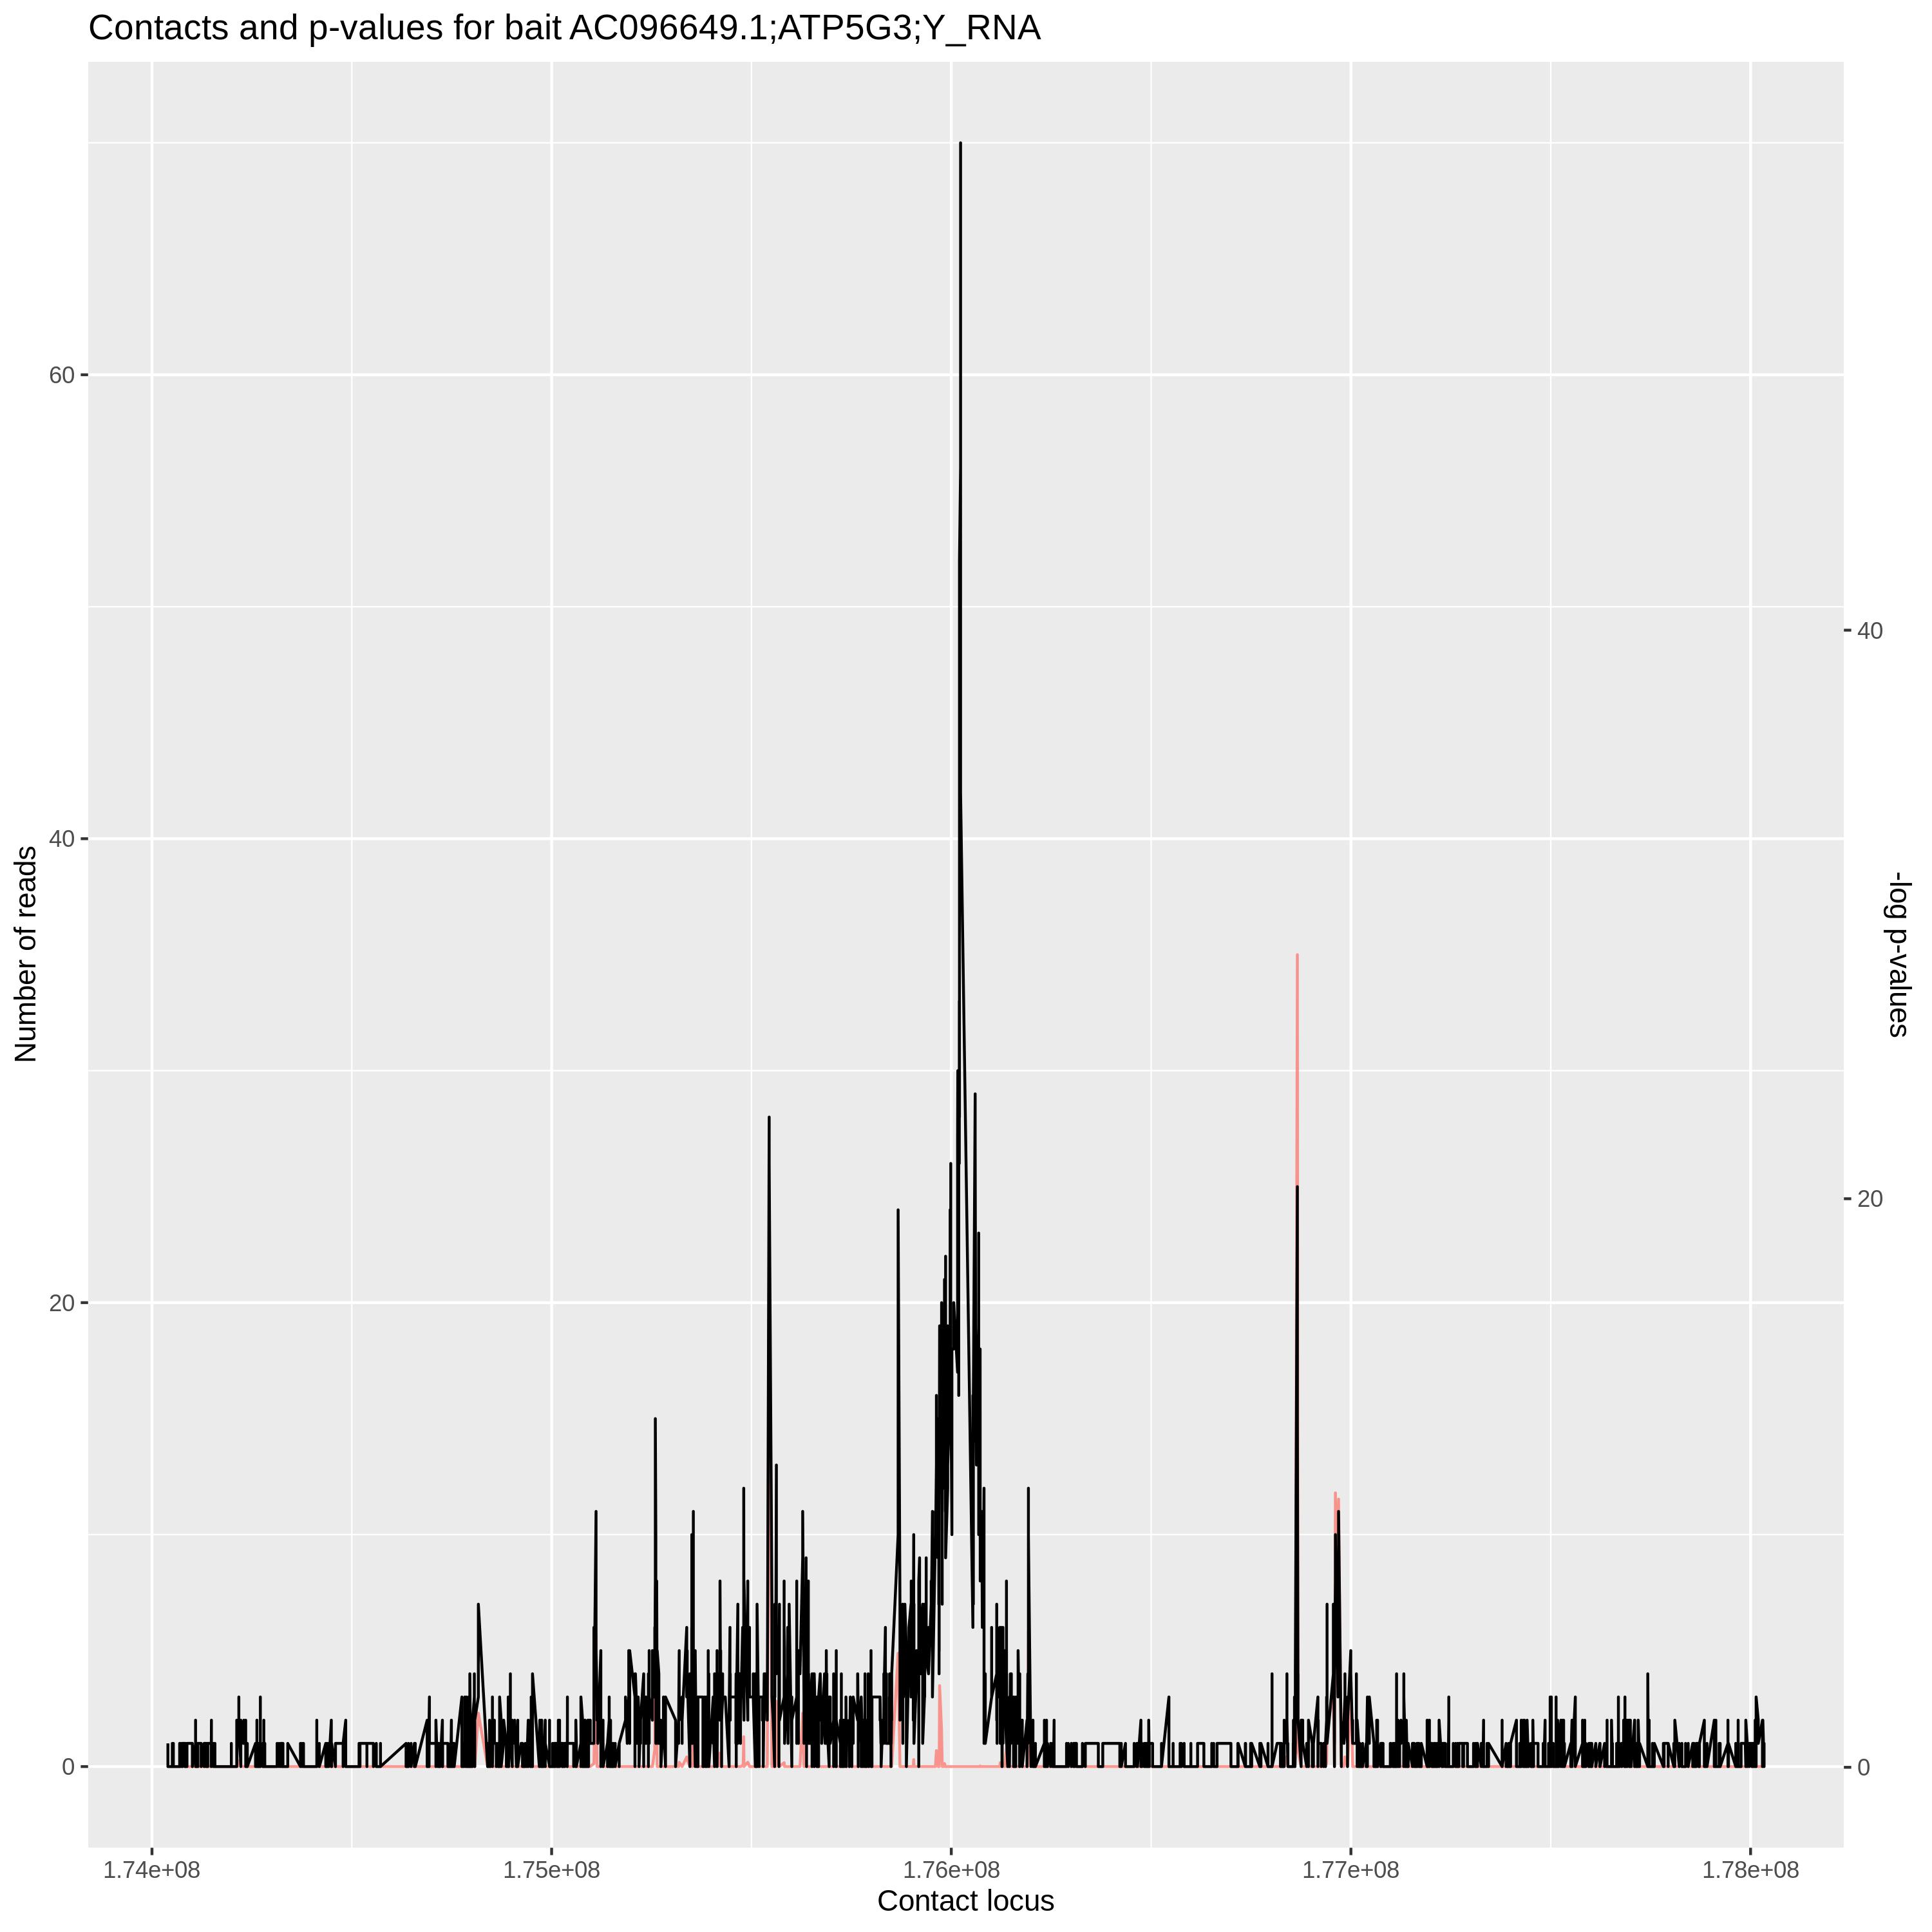 Contacts and p-values for bait AC096649.1;ATP5G3;Y_RNA
60
40
20
0
Number of reads
40
20
0
-log p-values
1.74e+08
1.75e+08
1.76e+08
1.77e+08
1.78e+08
Contact locus